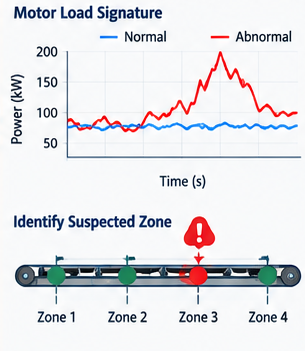 Motor Load Signature
Normal Abnormal
Power (kW)
200
150
100
50
Time (s)
Identify Suspected Zone
!
Zone 1 Zone 2 Zone 3 Zone 4